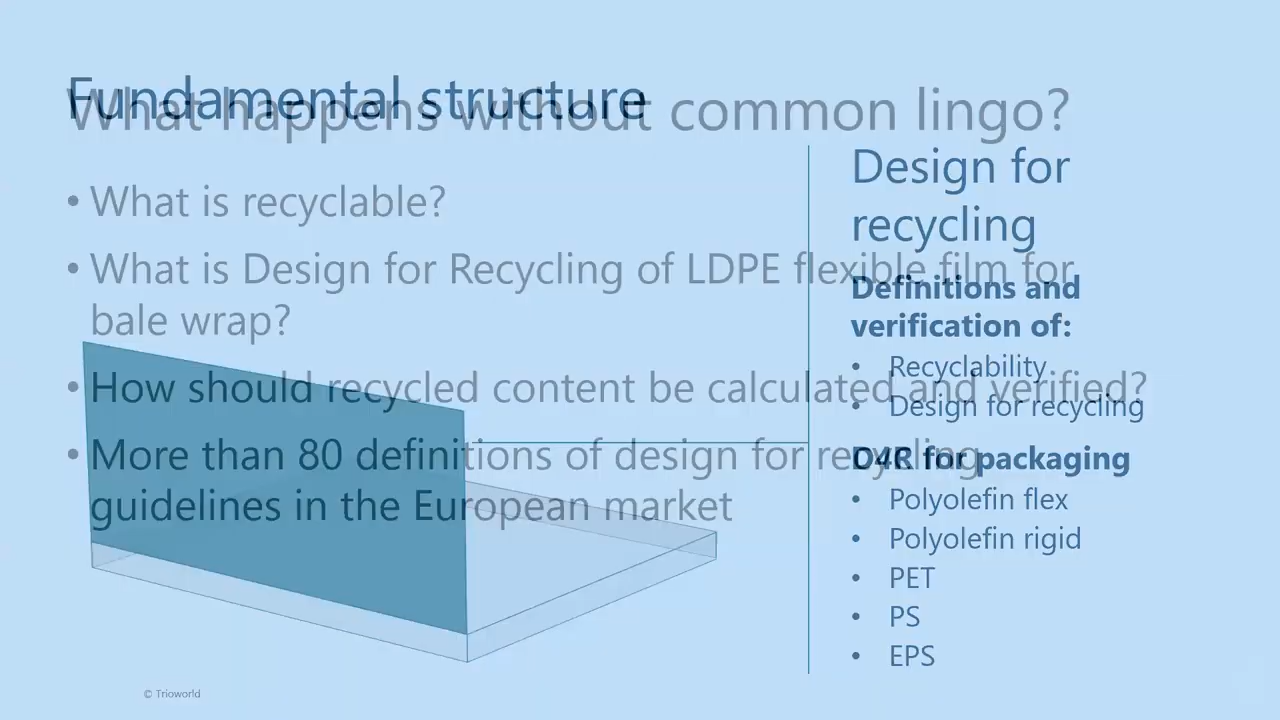 Fundamental structure
What happens without common lingo?
• What is recyclable?
• What is Design for Recycling of LDPE flexible film for
bale wrap?
• How should recycled content be calculated and verified?
• More than 80 definitions of design for recycling
guidelines in the European market
Design for
recycling
Definitions and
verification of:
• Recyclability
• Design for recycling
D4R for packaging
• Polyolefin flex
• Polyolefin rigid
• PET
• PS
• EPS
© Trioworld